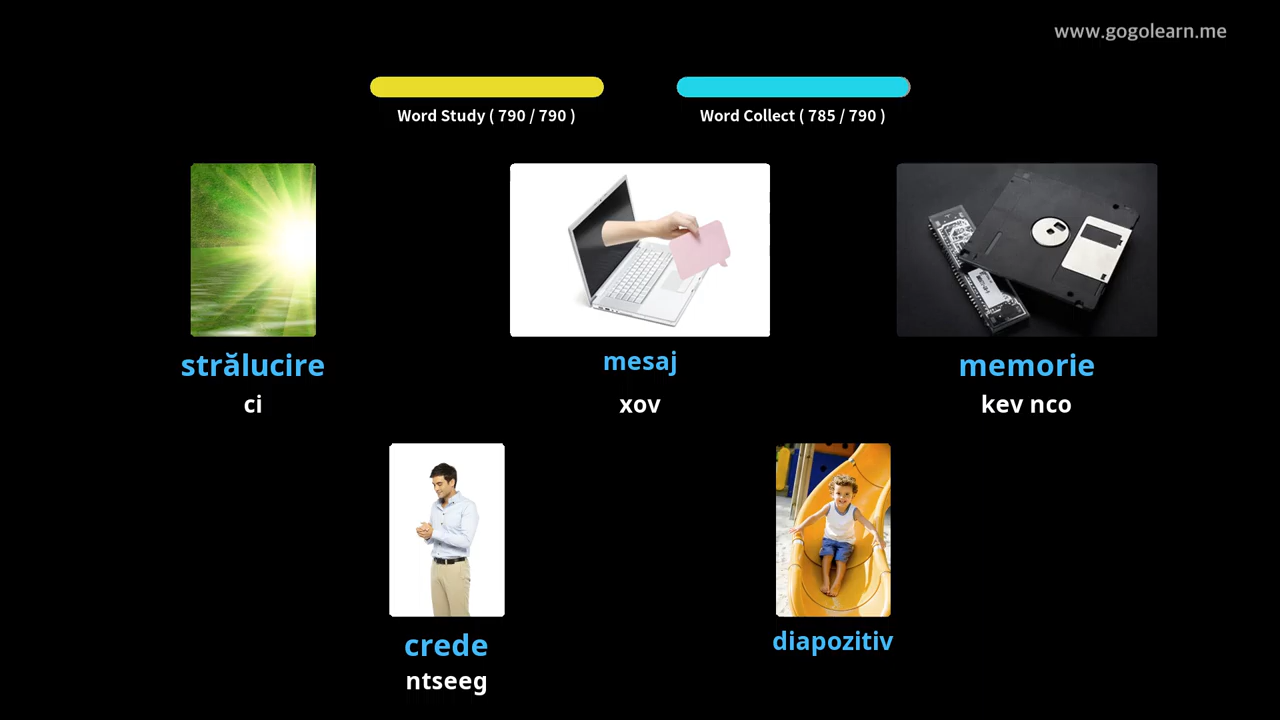 www.gogolearn.me
Word Study ( 790 / 790 )
Word Collect ( 785 / 790 )
strălucire
mesaj
memorie
ci
xov
kev nco
crede
diapozitiv
ntseeg